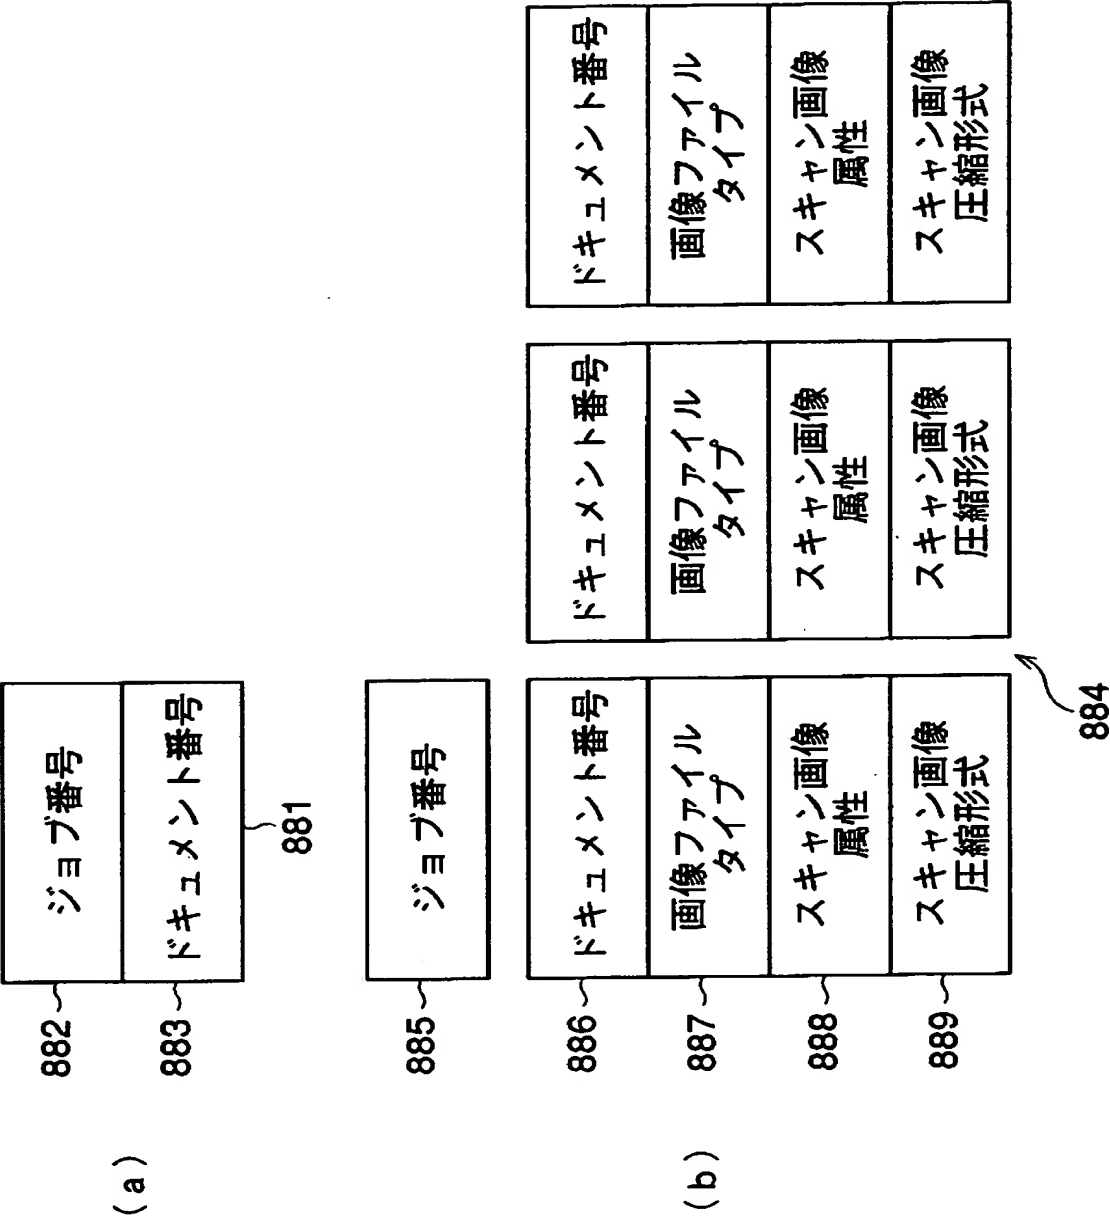 (a)
882
ジョブ番号
883
ドキュメント番号
881
(b)
885
ジョブ番号
886
ドキュメント番号
ドキュメント番号
ドキュメント番号
887
画像ファイル
タイプ
画像ファイル
タイプ
画像ファイル
タイプ
888
スキャン画像
属性
スキャン画像
属性
スキャン画像
属性
889
スキャン画像
圧縮形式
スキャン画像
圧縮形式
スキャン画像
圧縮形式
884